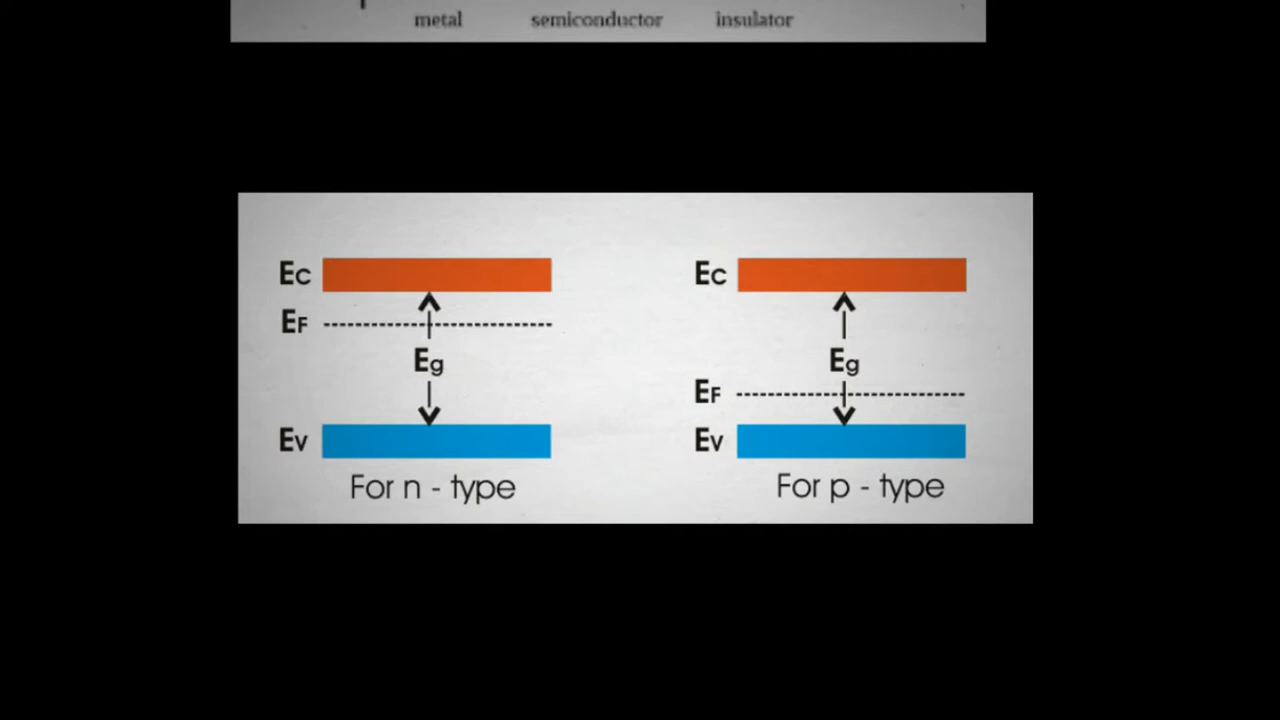 metal semiconductor insulator
Ec Ec
EF
Eg Eg
EF
Ev Ev
For n - type For p - type